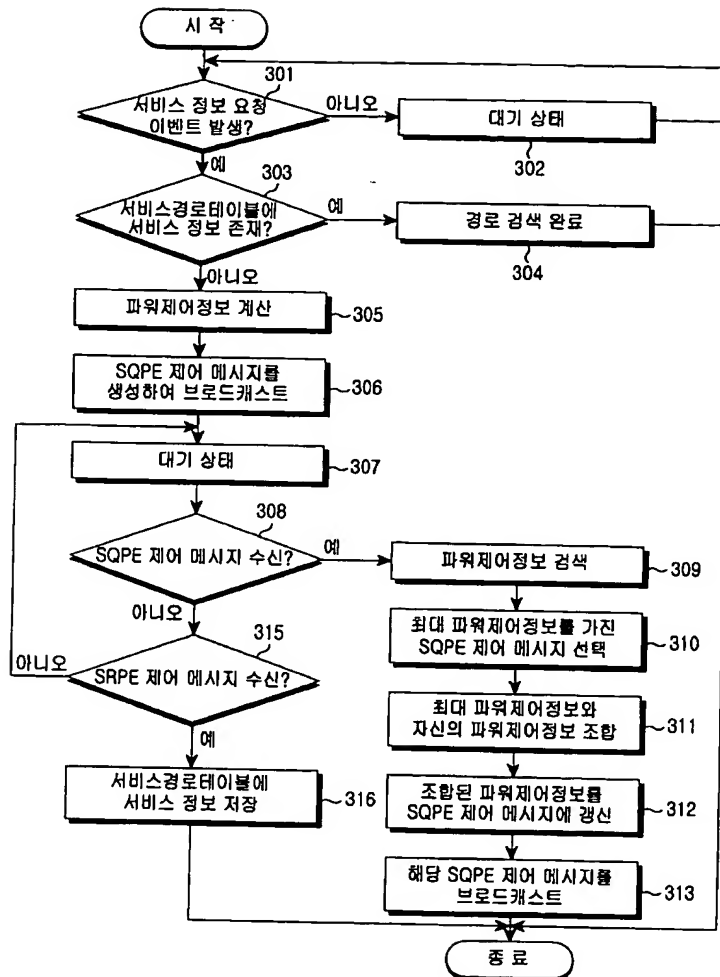 시 작
301
서비스 정보 요청
이벤트 발생?
아니오
대기 상태
302
예
303
서비스경로테이블에
서비스 정보 존재?
예
경로 검색 완료
304
아니오
파워제어정보 계산
305
SQPE 제어 메시지를
생성하여 브로드캐스트
306
대기 상태
307
308
SQPE 제어 메시지 수신?
예
파워제어정보 검색
309
아니오
최대 파워제어정보를 가진
SQPE 제어 메시지 선택
310
315
아니오
SRPE 제어 메시지 수신?
최대 파워제어정보와
자신의 파워제어정보 조합
311
예
서비스경로테이블에
서비스 정보 저장
316
조합된 파워제어정보를
SQPE 제어 메시지에 갱신
312
해당 SQPE 제어 메시지를
브로드캐스트
313
종 료